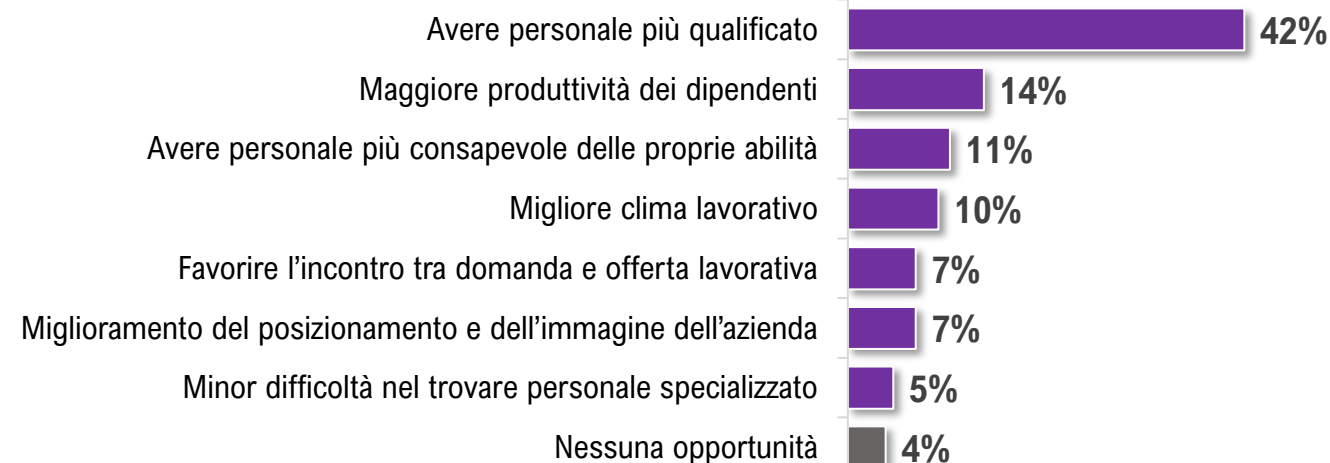 Avere personale più qualificato 42%
Maggiore produttività dei dipendenti 14%
Avere personale più consapevole delle proprie abilità 11%
Migliore clima lavorativo 10%
Favorire l’incontro tra domanda e offerta lavorativa 7%
Miglioramento del posizionamento e dell’immagine dell’azienda 7%
Minor difficoltà nel trovare personale specializzato 5%
Nessuna opportunità 4%